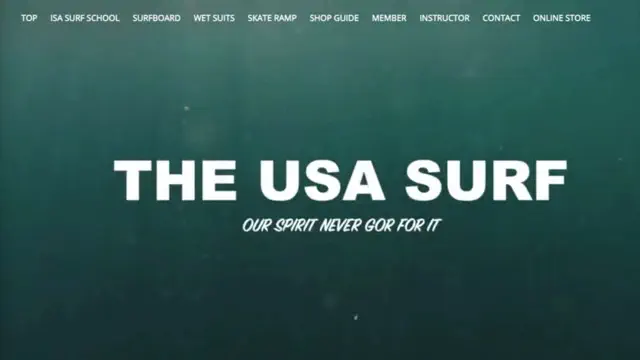 TOP ISA SURF SCHOOL SURFBOARD WET SUITS SKATE RAMP SHOP GUIDE MEMBER INSTRUCTOR CONTACT ONLINE STORE
THE USA SURF
OUR SPIRIT NEVER GOR FOR IT